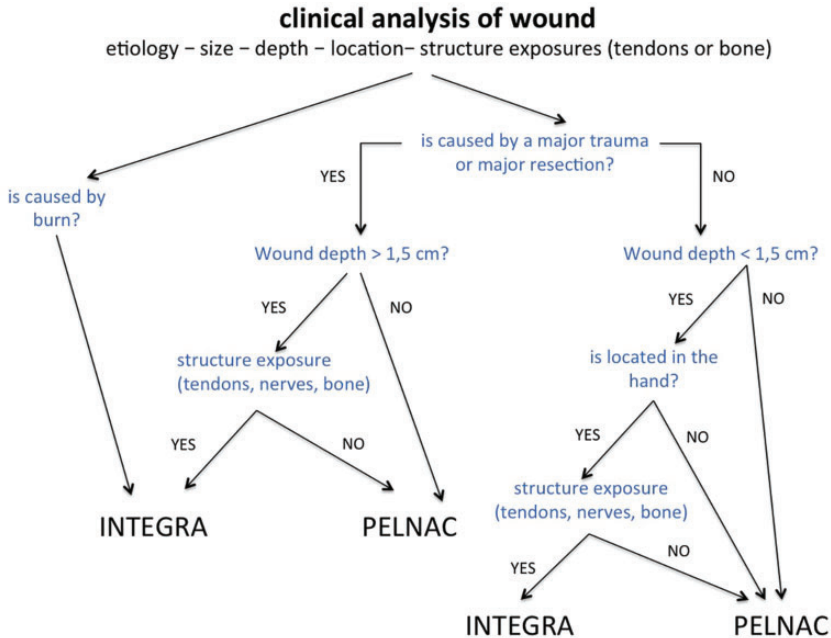 clinical analysis of wound
etiology – size – depth – location– structure exposures (tendons or bone)
is caused by a major trauma
or major resection?
YES
NO
is caused by
burn?
Wound depth > 1,5 cm?
Wound depth < 1,5 cm?
YES
NO
YES
NO
structure exposure
(tendons, nerves, bone)
is located in the
hand?
YES
NO
YES
NO
structure exposure
(tendons, nerves, bone)
INTEGRA
PELNAC
YES
NO
INTEGRA
PELNAC